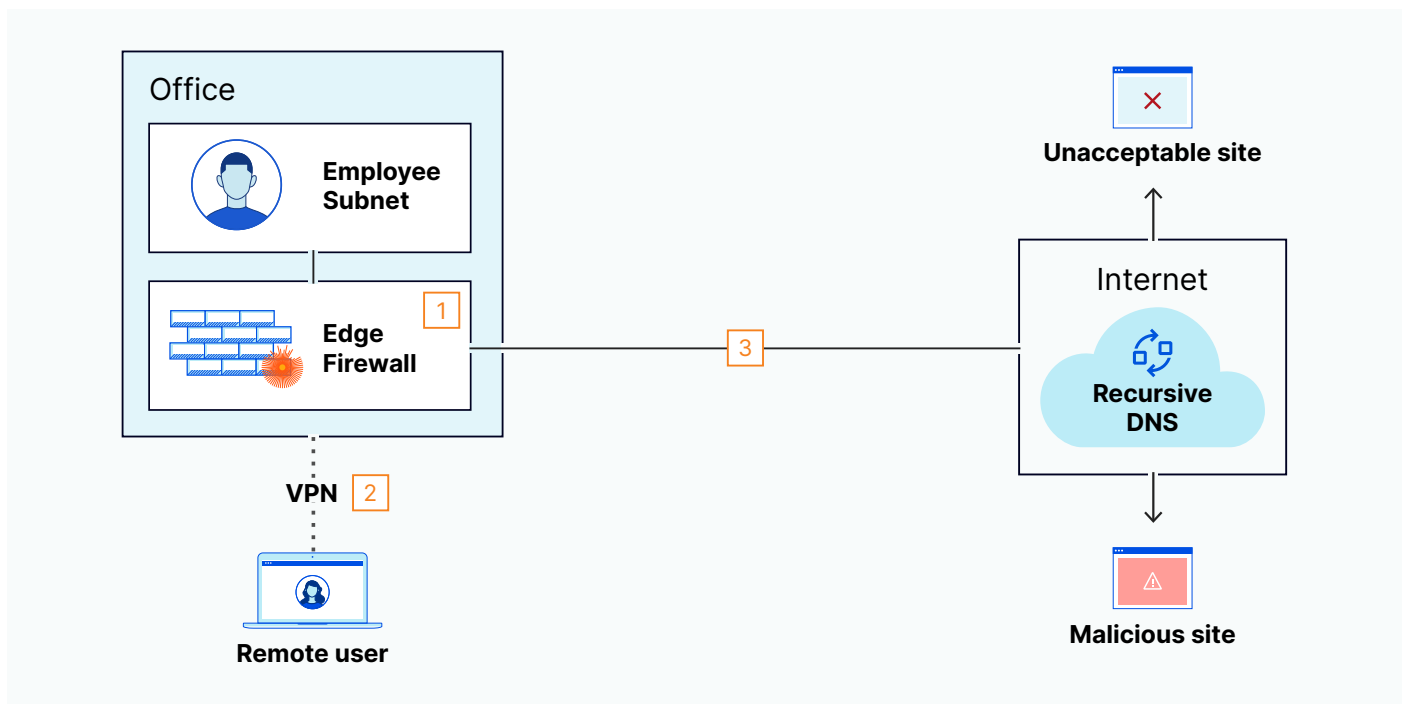 Office
Employee
Subnet
1
Edge
Firewall
VPN
2
Remote user
3
Unacceptable site
Internet
Recursive
DNS
Malicious site